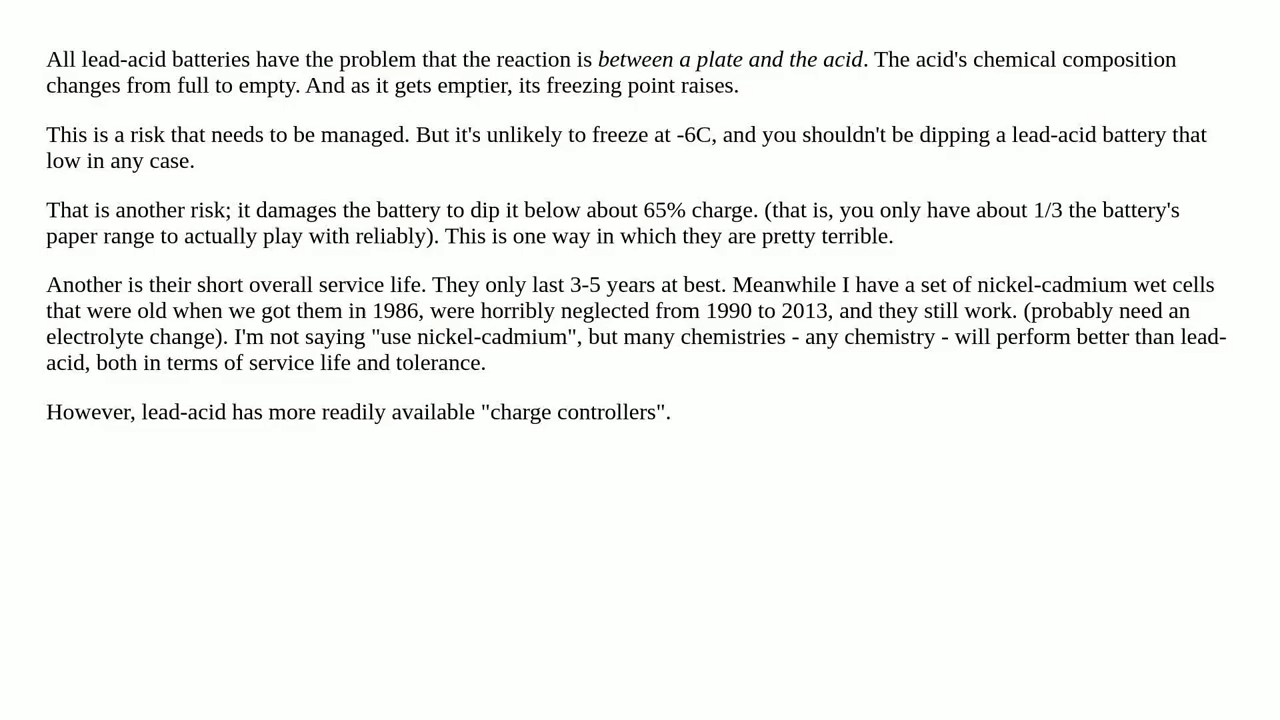 All lead-acid batteries have the problem that the reaction is between a plate and the acid. The acid's chemical composition
changes from full to empty. And as it gets emptier, its freezing point raises.
This is a risk that needs to be managed. But it's unlikely to freeze at -6C, and you shouldn't be dipping a lead-acid battery that
low in any case.
That is another risk; it damages the battery to dip it below about 65% charge. (that is, you only have about 1/3 the battery's
paper range to actually play with reliably). This is one way in which they are pretty terrible.
Another is their short overall service life. They only last 3-5 years at best. Meanwhile I have a set of nickel-cadmium wet cells
that were old when we got them in 1986, were horribly neglected from 1990 to 2013, and they still work. (probably need an
electrolyte change). I'm not saying "use nickel-cadmium", but many chemistries - any chemistry - will perform better than lead-
acid, both in terms of service life and tolerance.
However, lead-acid has more readily available "charge controllers".